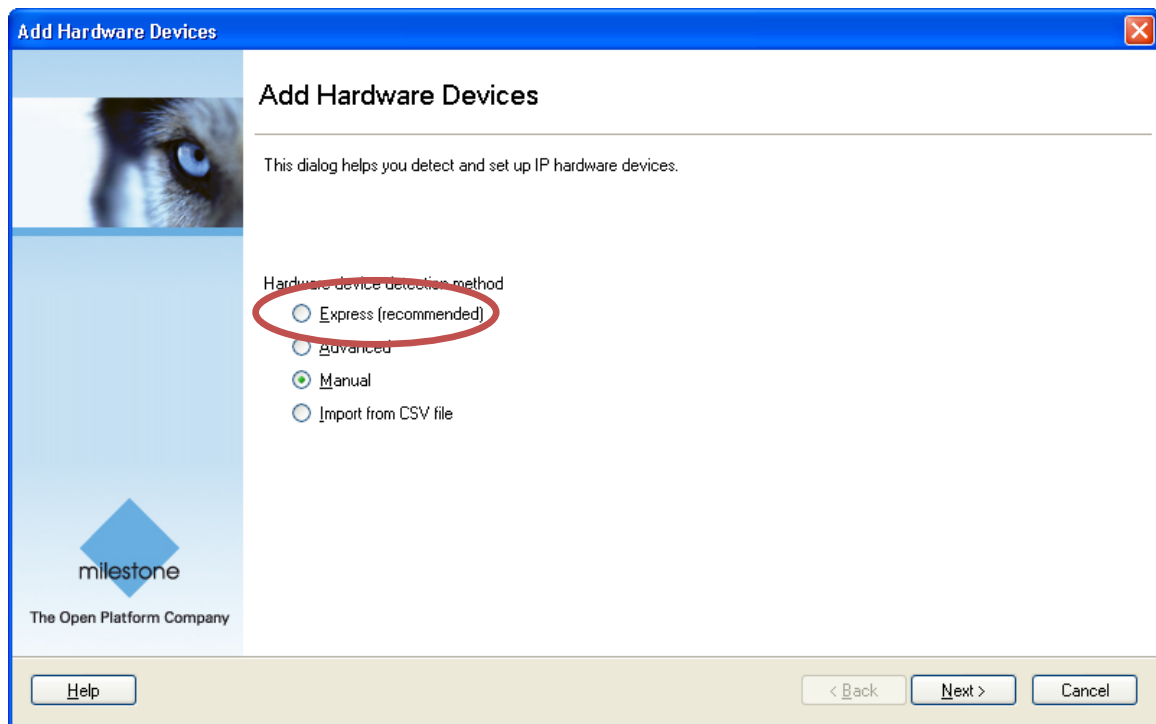 Add Hardware Devices
Add Hardware Devices
This dialog helps you detect and set up IP hardware devices.
Hardware device detection method
Express (recommended)
Advanced
Manual
Import from CSV file
milestone
The Open Platform Company
Help
< Back
Next >
Cancel